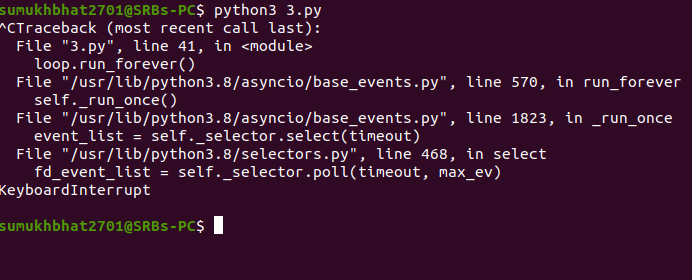 sumukhbhat2701@SRBs-PC$ python3 3.py
^CTraceback (most recent call last):
  File "3.py", line 41, in <module>
    loop.run_forever()
  File "/usr/lib/python3.8/asyncio/base_events.py", line 570, in run_forever
    self._run_once()
  File "/usr/lib/python3.8/asyncio/base_events.py", line 1823, in _run_once
    event_list = self._selector.select(timeout)
  File "/usr/lib/python3.8/selectors.py", line 468, in select
    fd_event_list = self._selector.poll(timeout, max_ev)
KeyboardInterrupt

sumukhbhat2701@SRBs-PC$